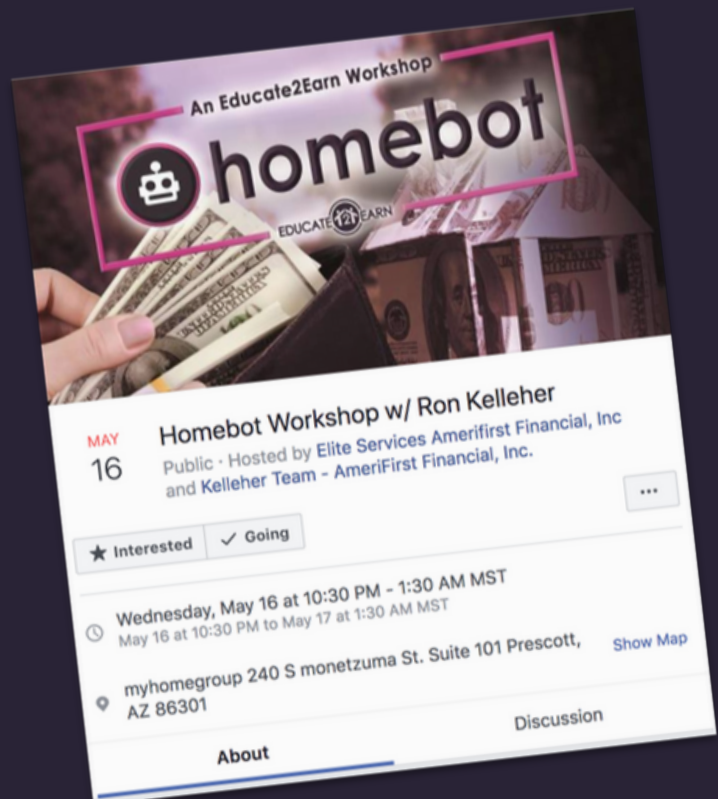 An Educate2Earn Workshop
homebot
EDUCATE 2 EARN
MAY
16
Homebot Workshop w/ Ron Kelleher
Public · Hosted by Elite Services Amerifirst Financial, Inc
and Kelleher Team - AmeriFirst Financial, Inc.
Interested
Going
...
Wednesday, May 16 at 10:30 PM - 1:30 AM MST
May 16 at 10:30 PM to May 17 at 1:30 AM MST
myhomegroup 240 S monetzuma St. Suite 101 Prescott,
AZ 86301
Show Map
About
Discussion